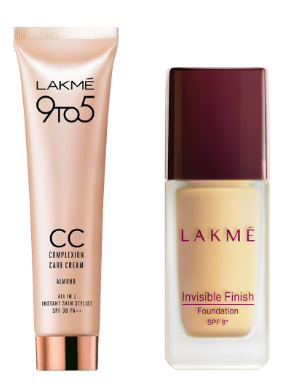 LAKMÉ
9TO5
CC
COMPLEXION
CARE CREAM
ALMOND
ALL IN 1
INSTANT SKIN STYLIST
SPF 30 PA++
LAKMÉ
Invisible Finish
Foundation
SPF 8*